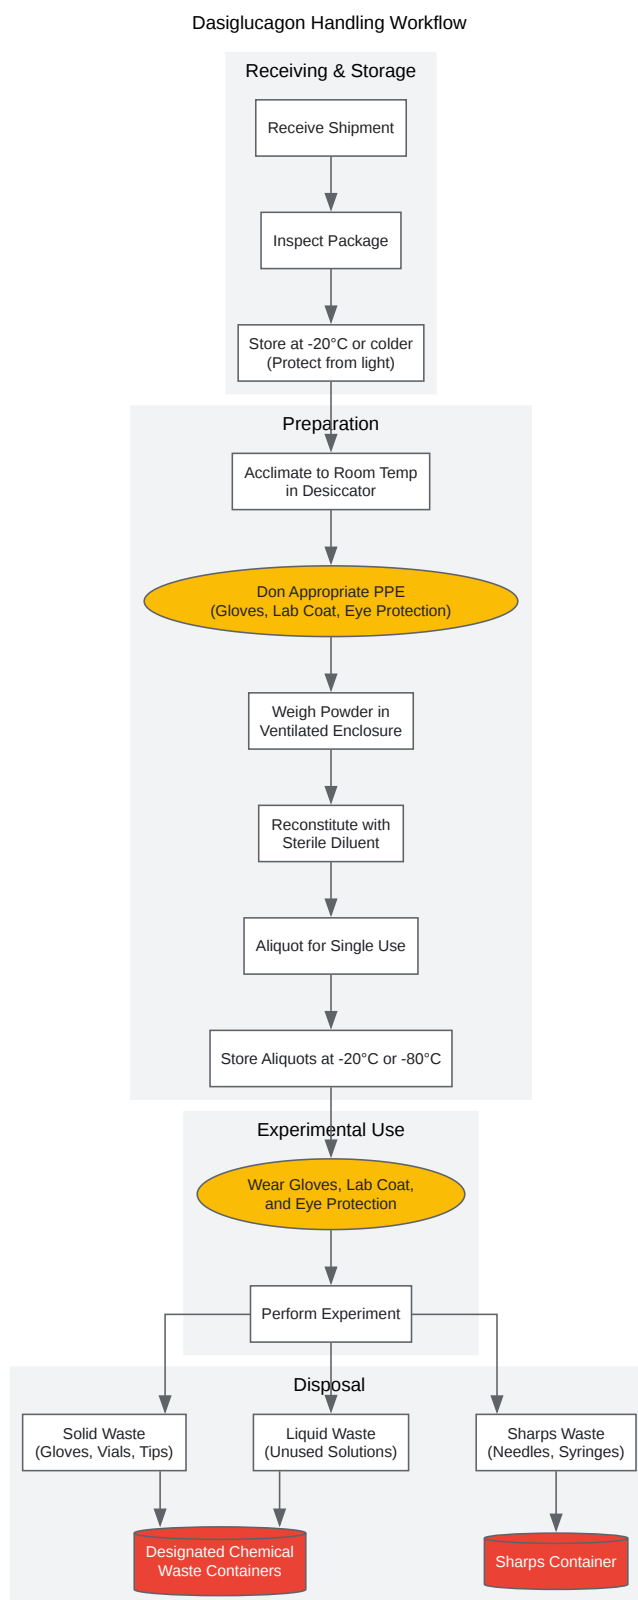 Dasiglucagon Handling Workflow
Receiving & Storage
Receive Shipment
Inspect Package
Store at -20°C or colder
(Protect from light)
Preparation
Acclimate to Room Temp
in Desiccator
Don Appropriate PPE
(Gloves, Lab Coat, Eye Protection)
Weigh Powder in
Ventilated Enclosure
Reconstitute with
Sterile Diluent
Aliquot for Single Use
Store Aliquots at -20°C or -80°C
Experimental Use
Wear Gloves, Lab Coat,
and Eye Protection
Perform Experiment
Disposal
Solid Waste
(Gloves, Vials, Tips)
Liquid Waste
(Unused Solutions)
Sharps Waste
(Needles, Syringes)
Designated Chemical
Waste Containers
Sharps Container